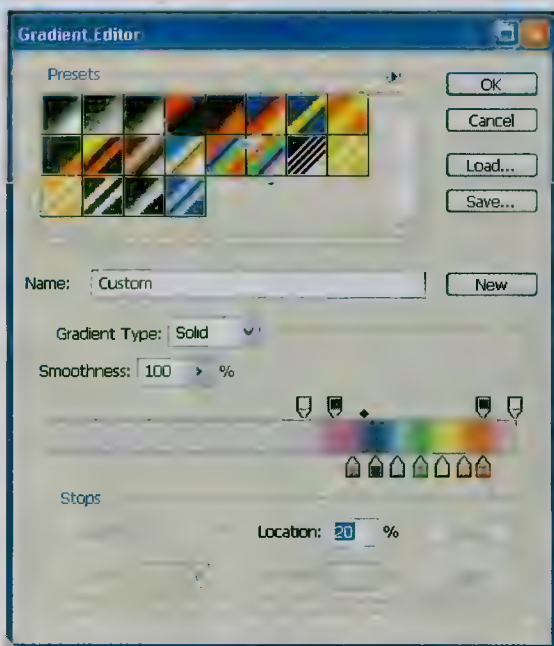 Gradient Editor
Presets
OK
Cancel
Load...
Save...
Name: Custom
New
Gradient Type: Solid
Smoothness: 100 %
Stops
Location: 20 %